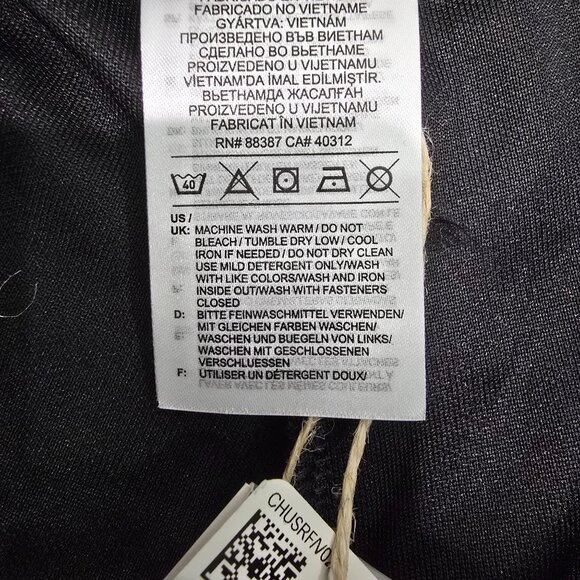 FABRICADO NO VIETNAME
GYÁRTVA: VIETNÁM
ПРОИЗВЕДЕНО ВЪВ ВИЕТНАМ
СДЕЛАНО ВО ВЬЕТНАМЕ
PROIZVEDENO U VIJETNAMU
VİETNAM'DA İMAL EDİLMİŞTİR.
ВЬЕТНАМДА ЖАСАЛҒАН
PROIZVEDENO U VIJETNAMU
FABRICAT ÎN VIETNAM
RN# 88387 CA# 40312
40
US /
UK: MACHINE WASH WARM / DO NOT
BLEACH / TUMBLE DRY LOW / COOL
IRON IF NEEDED / DO NOT DRY CLEAN
USE MILD DETERGENT ONLY/WASH
WITH LIKE COLORS/WASH AND IRON
INSIDE OUT/WASH WITH FASTENERS
CLOSED
D: BITTE FEINWASCHMITTEL VERWENDEN/
MIT GLEICHEN FARBEN WASCHEN/
WASCHEN UND BUEGELN VON LINKS/
WASCHEN MIT GESCHLOSSENEN
VERSCHLUESSEN
F: UTILISER UN DÉTERGENT DOUX/
CHUSRFN/02